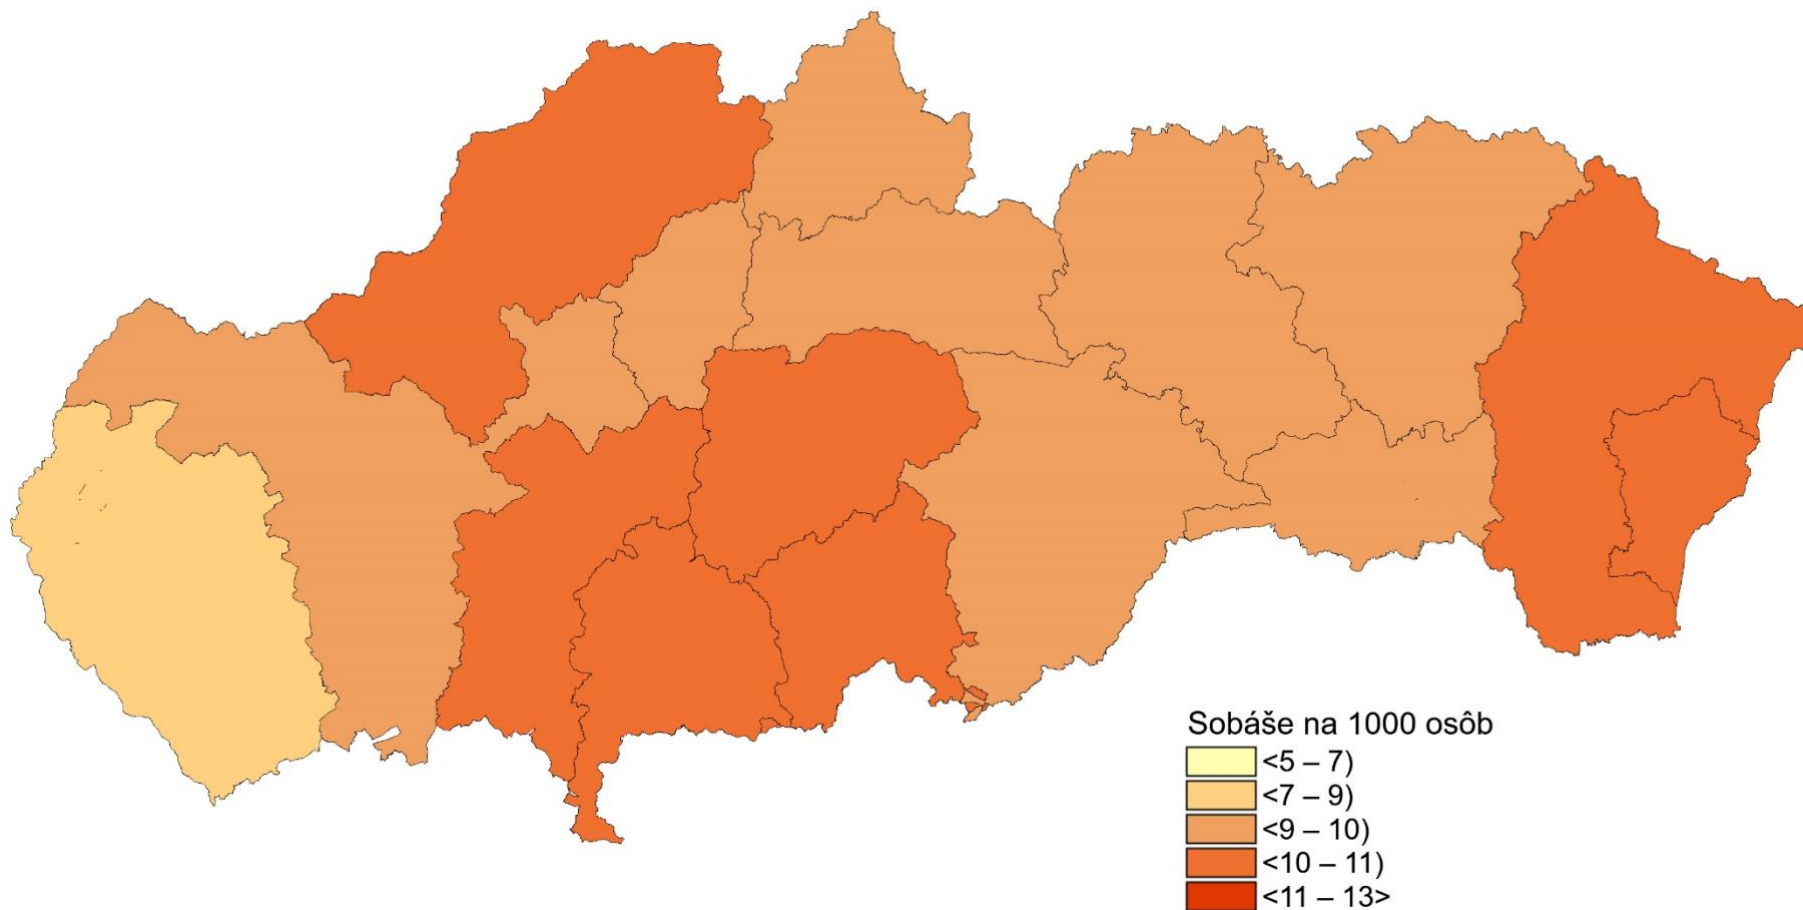 Sobáše na 1000 osôb
<5 – 7)
<7 – 9)
<9 – 10)
<10 – 11)
<11 – 13>